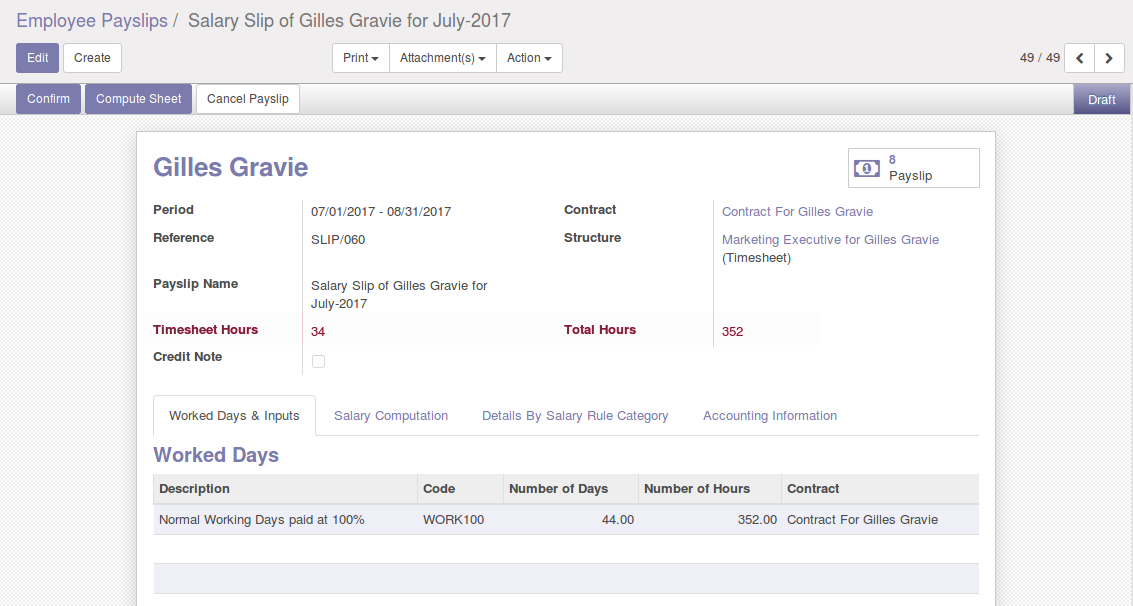 Employee Payslips / Salary Slip of Gilles Gravie for July-2017
Edit Create Print Attachment(s) Action 49 / 49
Confirm Compute Sheet Cancel Payslip Draft
Gilles Gravie
8
Payslip
Period 07/01/2017 - 08/31/2017 Contract Contract For Gilles Gravie
Reference SLIP/060 Structure Marketing Executive for Gilles Gravie
(Timesheet)
Payslip Name Salary Slip of Gilles Gravie for
July-2017
Timesheet Hours 34 Total Hours 352
Credit Note
Worked Days & Inputs Salary Computation Details By Salary Rule Category Accounting Information
Worked Days
Description Code Number of Days Number of Hours Contract
Normal Working Days paid at 100% WORK100 44.00 352.00 Contract For Gilles Gravie